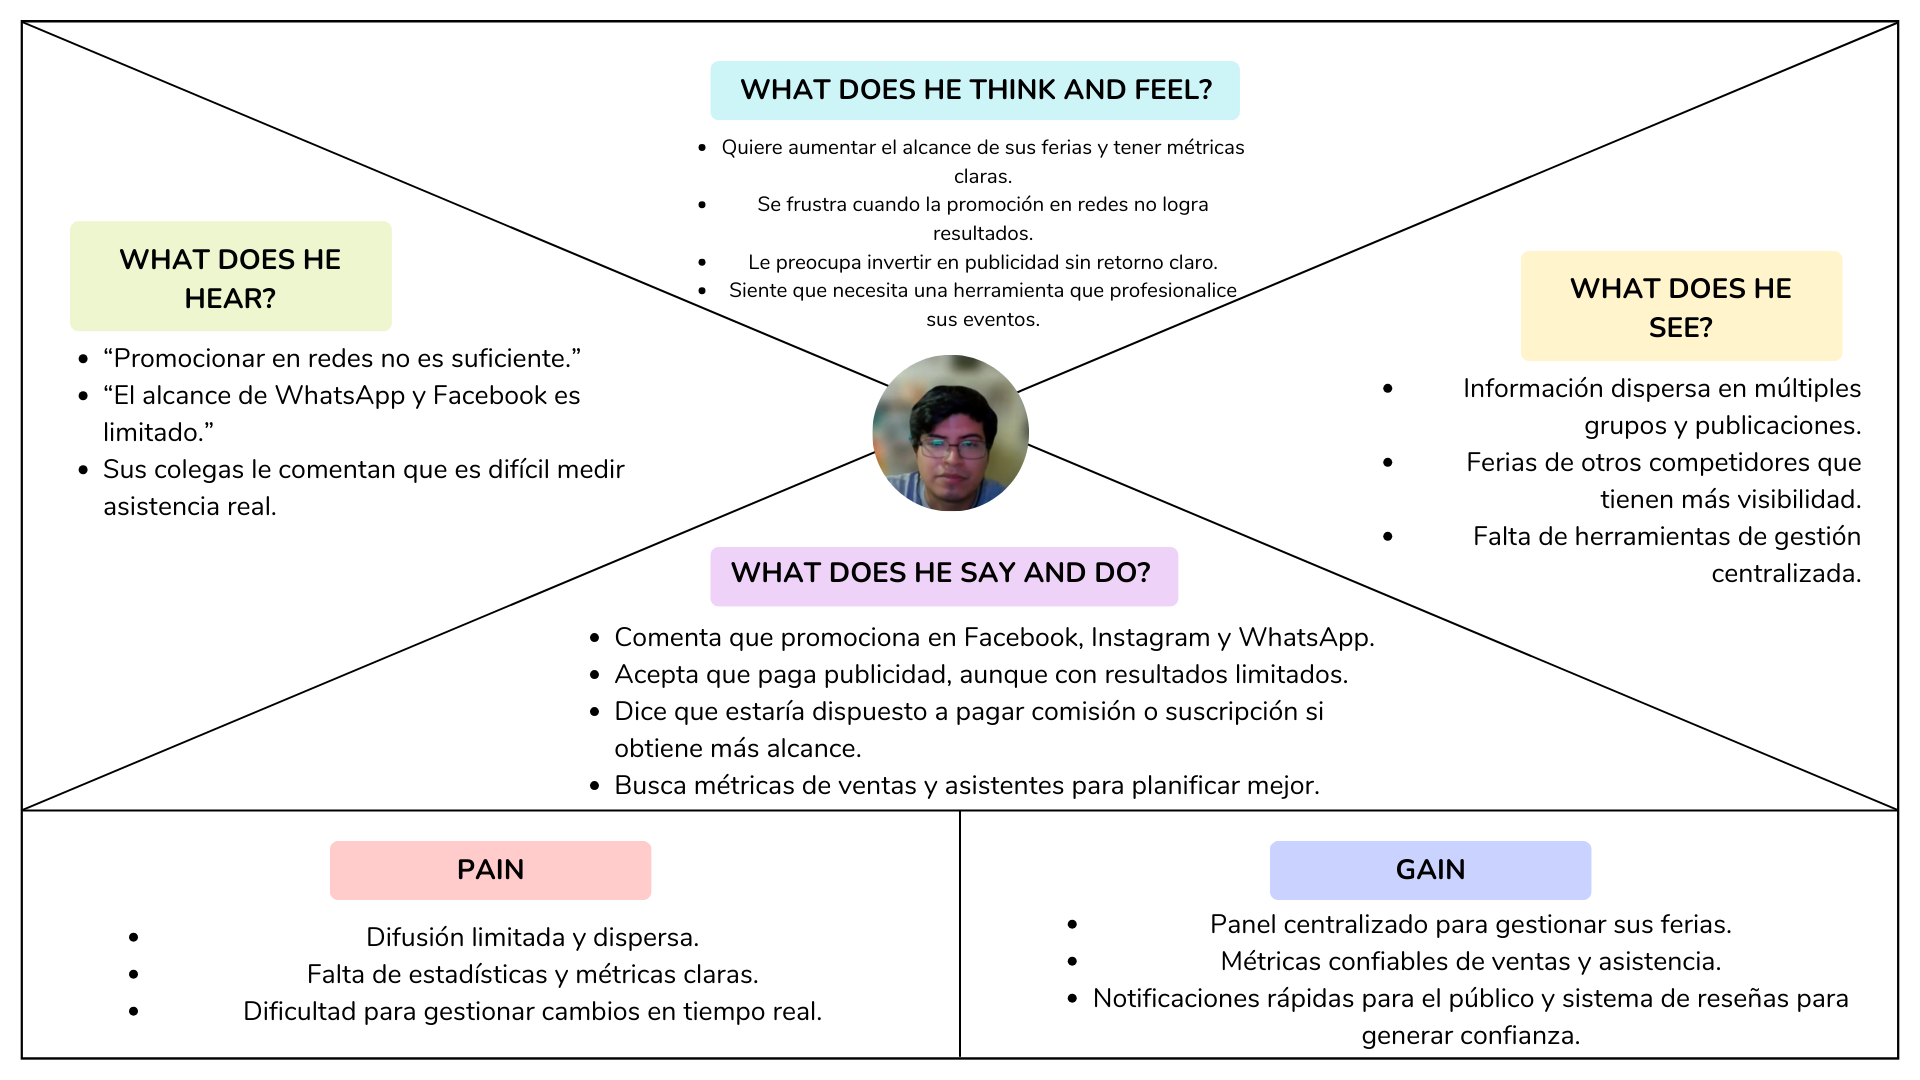 WHAT DOES HE THINK AND FEEL?
• Quiere aumentar el alcance de sus ferias y tener métricas
claras.
• Se frustra cuando la promoción en redes no logra
resultados.
• Le preocupa invertir en publicidad sin retorno claro.
• Siente que necesita una herramienta que profesionalice
sus eventos.
WHAT DOES HE
HEAR?
• “Promocionar en redes no es suficiente.”
• “El alcance de WhatsApp y Facebook es
limitado.”
• Sus colegas le comentan que es difícil medir
asistencia real.
WHAT DOES HE
SEE?
• Información dispersa en múltiples
grupos y publicaciones.
• Ferias de otros competidores que
tienen más visibilidad.
• Falta de herramientas de gestión
centralizada.
WHAT DOES HE SAY AND DO?
• Comenta que promociona en Facebook, Instagram y WhatsApp.
• Acepta que paga publicidad, aunque con resultados limitados.
• Dice que estaría dispuesto a pagar comisión o suscripción si
obtiene más alcance.
• Busca métricas de ventas y asistentes para planificar mejor.
PAIN
• Difusión limitada y dispersa.
• Falta de estadísticas y métricas claras.
• Dificultad para gestionar cambios en tiempo real.
GAIN
• Panel centralizado para gestionar sus ferias.
• Métricas confiables de ventas y asistencia.
• Notificaciones rápidas para el público y sistema de reseñas para
generar confianza.